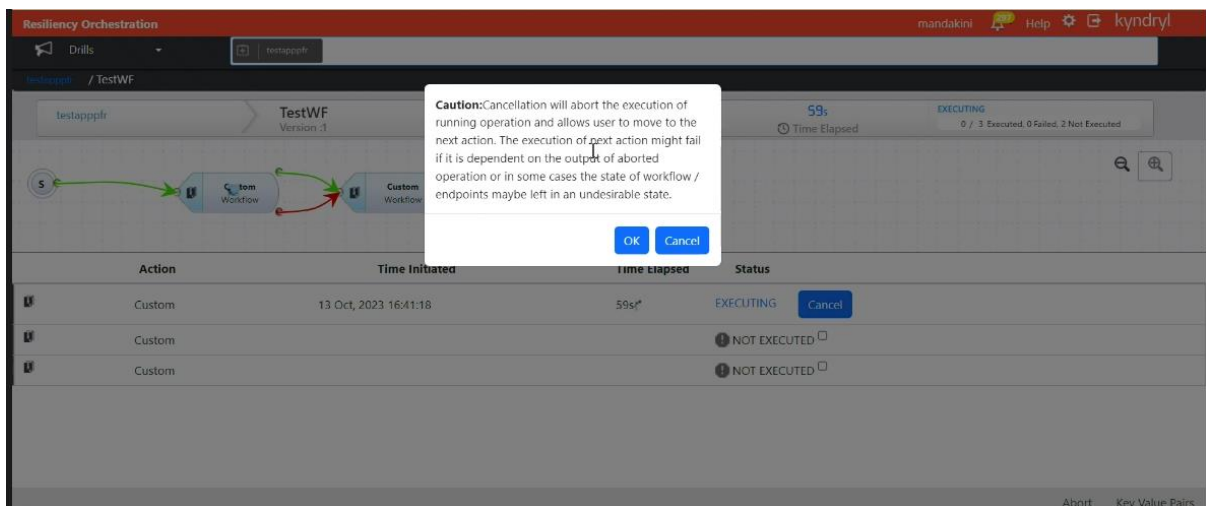 Resiliency Orchestration
mandakini
Help
kyndryl
Drills
testapppfr
testapppfr / TestWF
testapppfr
TestWF
Version :1
59s
Time Elapsed
EXECUTING
0 / 3 Executed, 0 Failed, 2 Not Executed
Caution:Cancellation will abort the execution of
running operation and allows user to move to the
next action. The execution of next action might fail
if it is dependent on the output of aborted
operation or in some cases the state of workflow /
endpoints maybe left in an undesirable state.
OK Cancel
S
Custom
Workflow
Custom
Workflow
Action Time Initiated Time Elapsed Status
Custom 13 Oct, 2023 16:41:18 59s EXECUTING Cancel
Custom NOT EXECUTED
Custom NOT EXECUTED
Abort Key Value Pairs